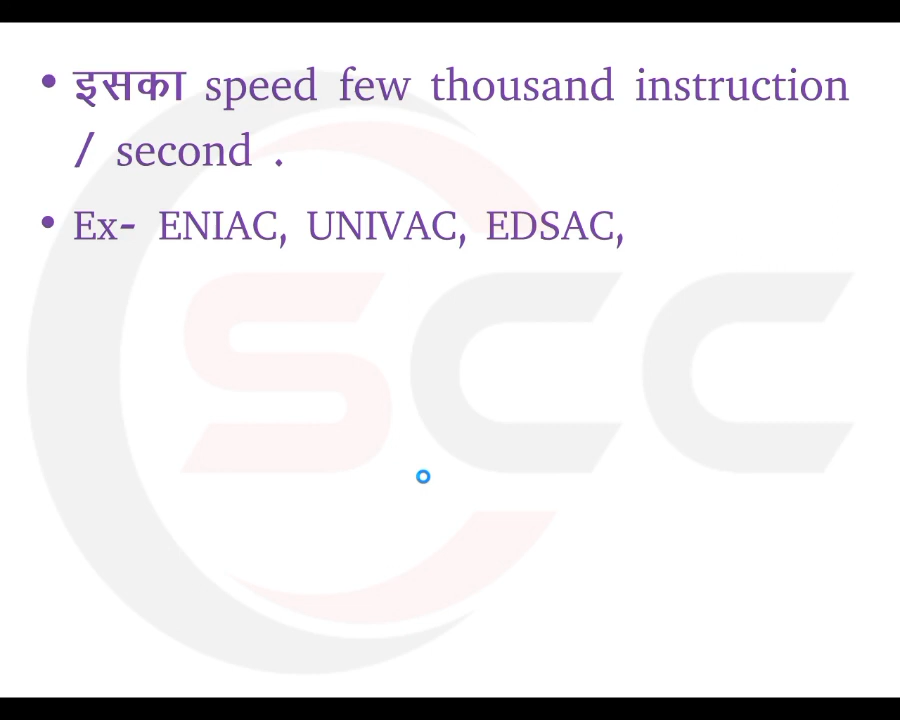 • इसका speed few thousand instruction
/ second .
• Ex- ENIAC, UNIVAC, EDSAC,
SCC